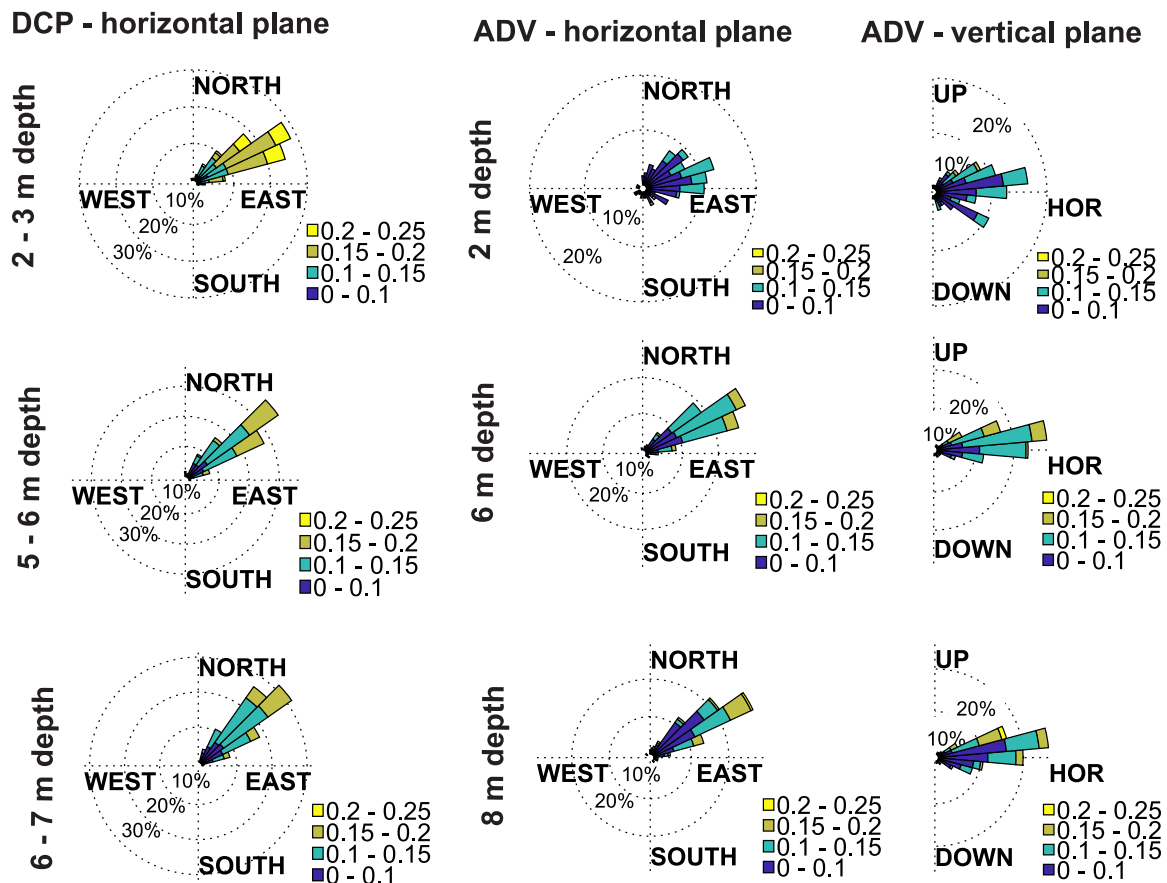 DCP - horizontal plane
ADV - horizontal plane
ADV - vertical plane
2 - 3 m depth
NORTH
WEST
EAST
10%
20%
30%
SOUTH
0.2 - 0.25
0.15 - 0.2
0.1 - 0.15
0 - 0.1
2 m depth
NORTH
WEST
EAST
10%
20%
SOUTH
0.2 - 0.25
0.15 - 0.2
0.1 - 0.15
0 - 0.1
UP
20%
10%
HOR
DOWN
0.2 - 0.25
0.15 - 0.2
0.1 - 0.15
0 - 0.1
5 - 6 m depth
NORTH
WEST
EAST
10%
20%
30%
SOUTH
0.2 - 0.25
0.15 - 0.2
0.1 - 0.15
0 - 0.1
6 m depth
NORTH
WEST
EAST
10%
20%
SOUTH
0.2 - 0.25
0.15 - 0.2
0.1 - 0.15
0 - 0.1
UP
20%
10%
HOR
DOWN
0.2 - 0.25
0.15 - 0.2
0.1 - 0.15
0 - 0.1
6 - 7 m depth
NORTH
WEST
EAST
10%
20%
30%
SOUTH
0.2 - 0.25
0.15 - 0.2
0.1 - 0.15
0 - 0.1
8 m depth
NORTH
WEST
EAST
10%
20%
SOUTH
0.2 - 0.25
0.15 - 0.2
0.1 - 0.15
0 - 0.1
UP
20%
10%
HOR
DOWN
0.2 - 0.25
0.15 - 0.2
0.1 - 0.15
0 - 0.1